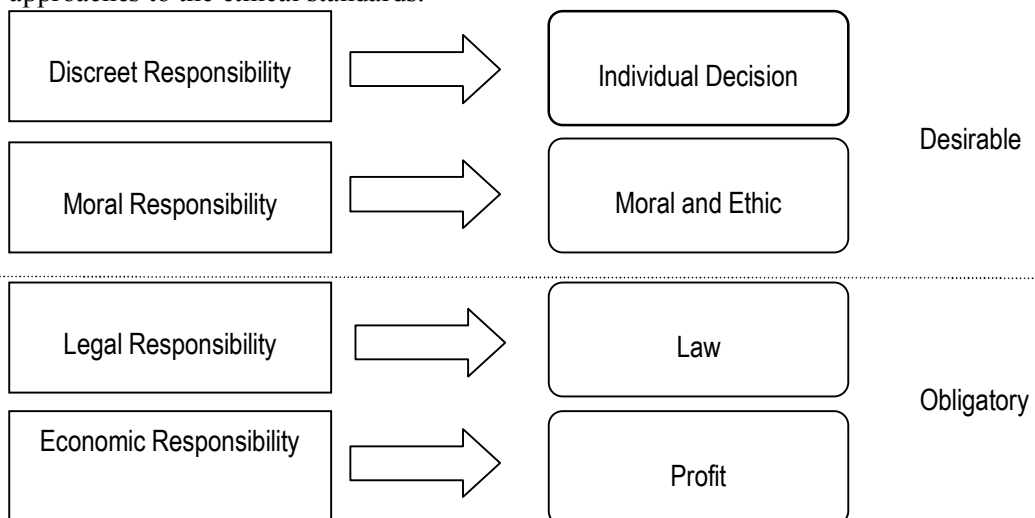 approaches to the ethical standards.
Discreet Responsibility
Individual Decision
Desirable
Moral Responsibility
Moral and Ethic
Legal Responsibility
Law
Obligatory
Economic Responsibility
Profit